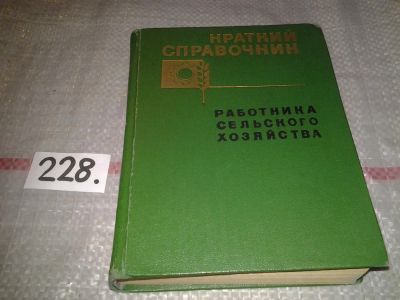 КРАТКИЙ
СПРАВОЧНИК
РАБОТНИКА
СЕЛЬСКОГО
ХОЗЯЙСТВА
228.